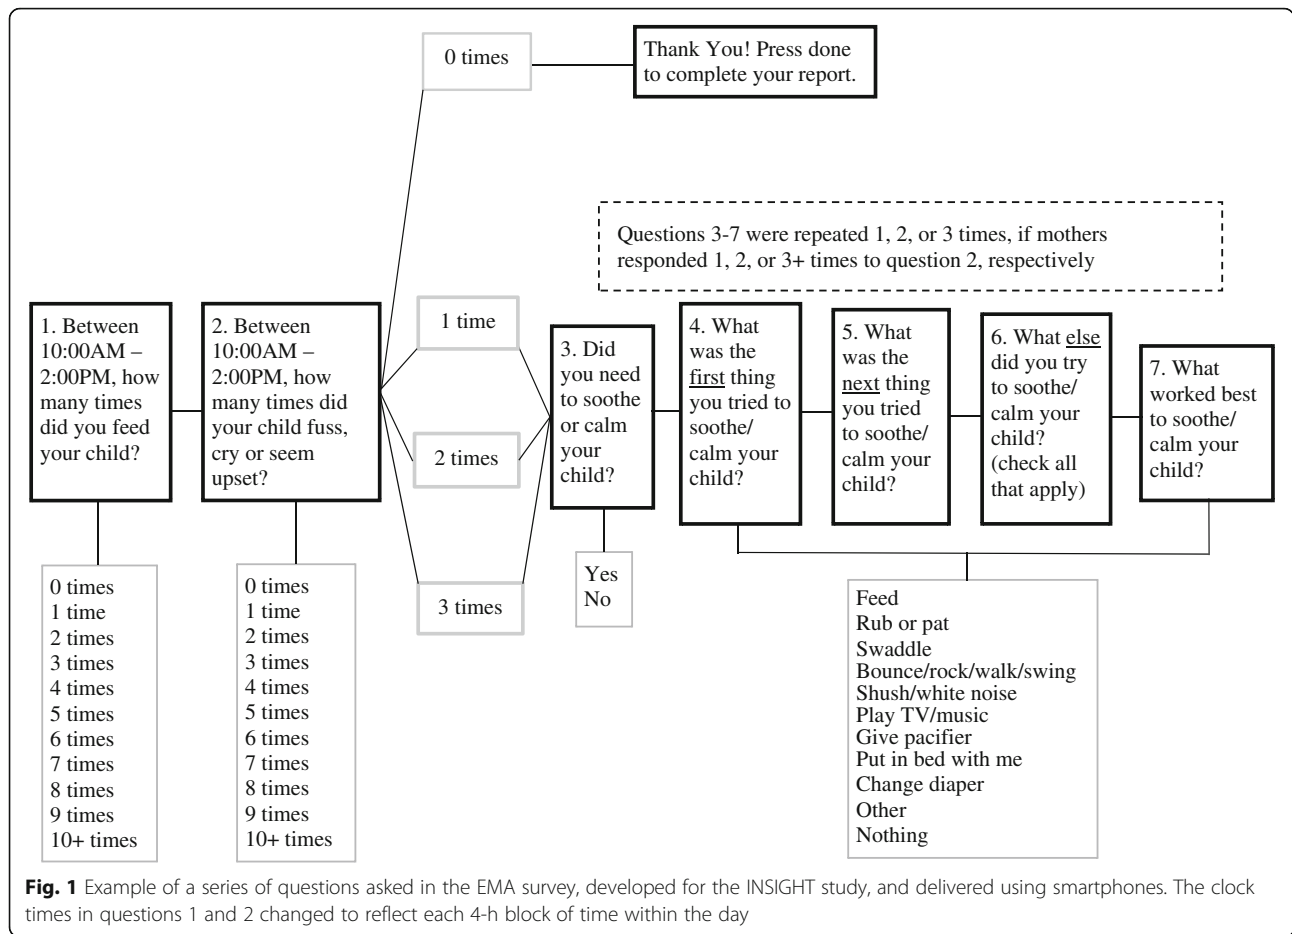 0 times
Thank You! Press done
to complete your report.
Questions 3-7 were repeated 1, 2, or 3 times, if mothers
responded 1, 2, or 3+ times to question 2, respectively
1. Between
10:00AM –
2:00PM, how
many times
did you feed
your child?
2. Between
10:00AM –
2:00PM, how
many times did
your child fuss,
cry or seem
upset?
1 time
2 times
3 times
3. Did
you need
to soothe
or calm
your
child?
4. What
was the
first thing
you tried to
soothe/
calm your
child?
5. What
was the
next thing
you tried
to soothe/
calm your
child?
6. What else
did you try
to soothe/
calm your
child?
(check all
that apply)
7. What
worked best
to soothe/
calm your
child?
0 times
1 time
2 times
3 times
4 times
5 times
6 times
7 times
8 times
9 times
10+ times
0 times
1 time
2 times
3 times
4 times
5 times
6 times
7 times
8 times
9 times
10+ times
Yes
No
Feed
Rub or pat
Swaddle
Bounce/rock/walk/swing
Shush/white noise
Play TV/music
Give pacifier
Put in bed with me
Change diaper
Other
Nothing
Fig. 1 Example of a series of questions asked in the EMA survey, developed for the INSIGHT study, and delivered using smartphones. The clock
times in questions 1 and 2 changed to reflect each 4-h block of time within the day